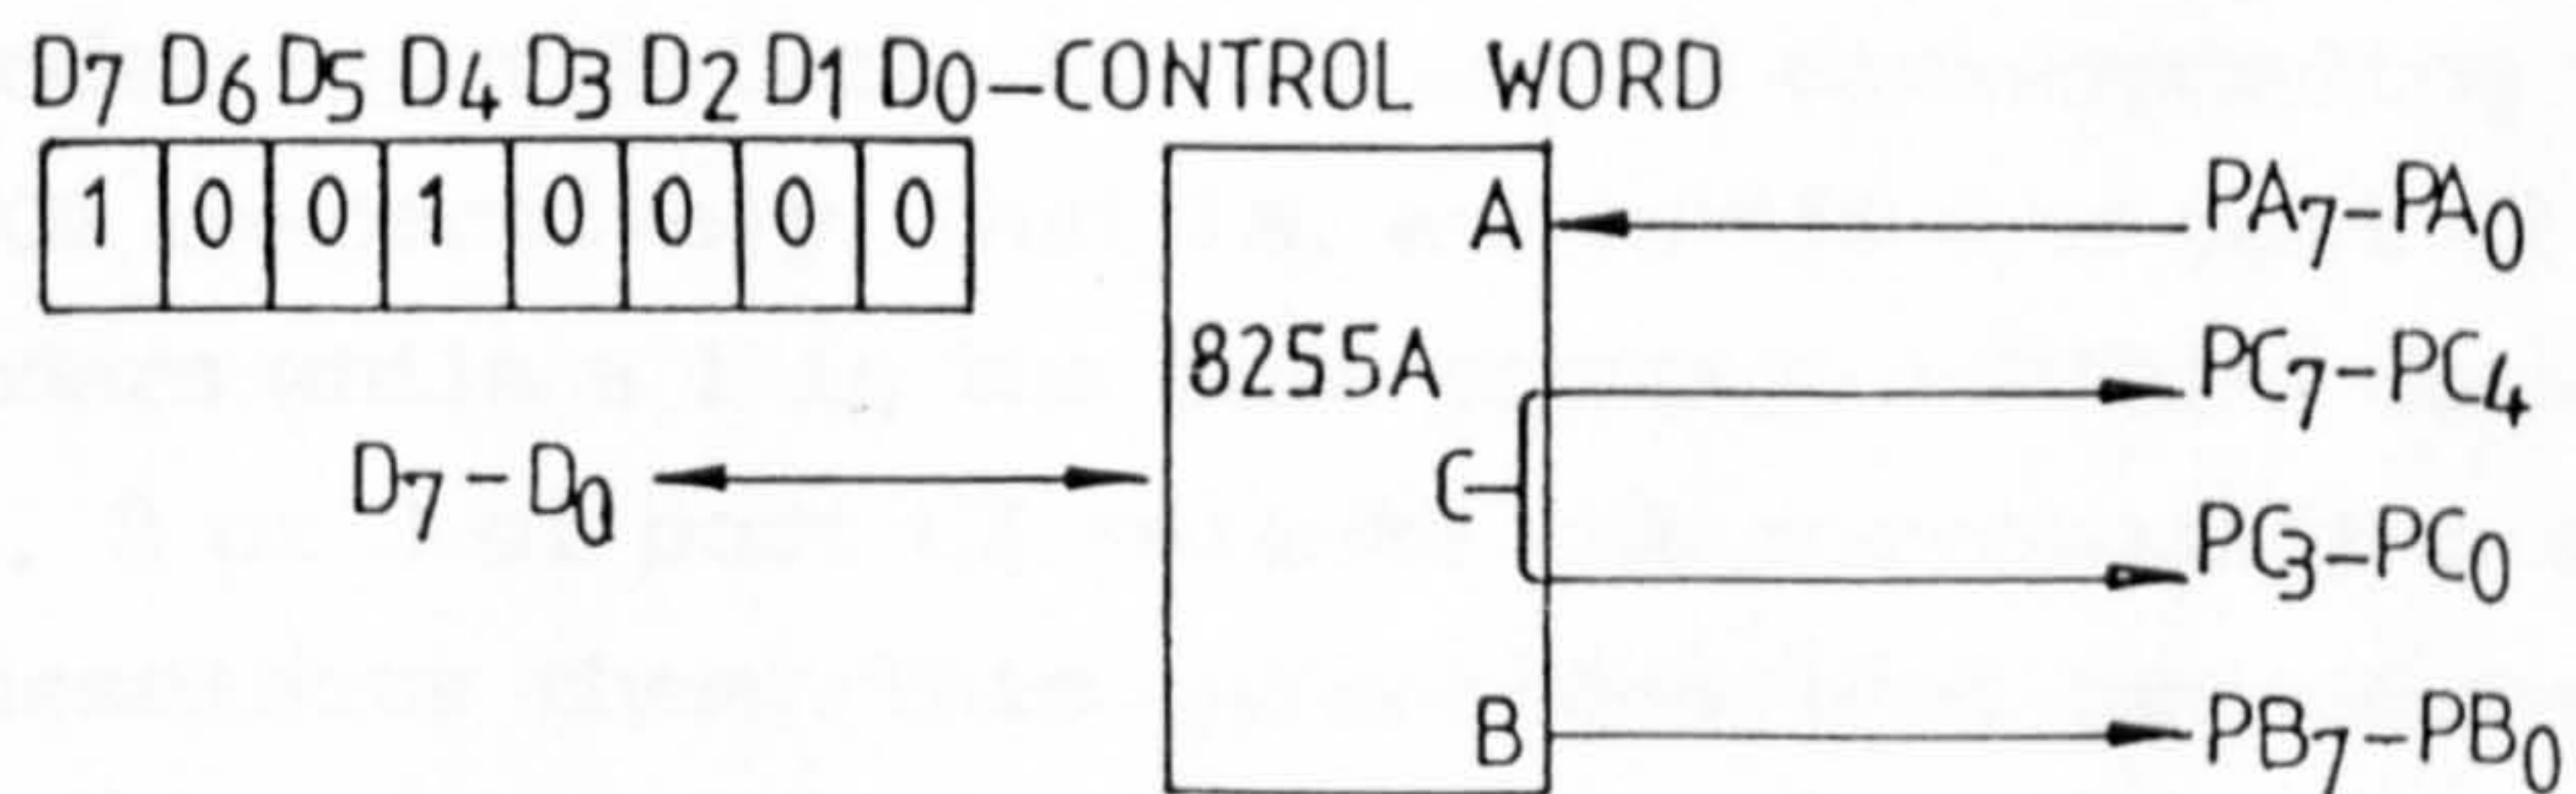 D7 D6 D5 D4 D3 D2 D1 D0-CONTROL WORD
1 0 0 1 0 0 0 0
A
PA7-PA0
8255A
PC7-PC4
D7-D0
C
PC3-PC0
B
PB7-PB0